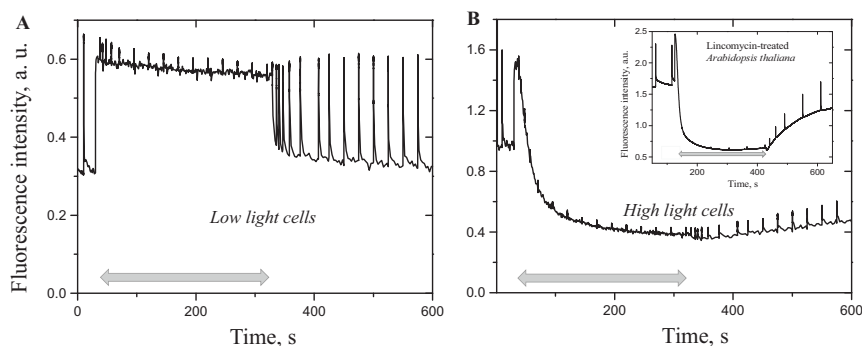 A
Fluorescence intensity, a. u.
0.6
0.4
0.2
0.0
Low light cells
0
200
400
600
Time, s
B
1.6
1.2
0.8
0.4
0.0
High light cells
200
400
600
Time, s
Fluorescence intensity, a.u.
2.5
2.0
1.5
1.0
0.5
Lincomycin-treated
Arabidopsis thaliana
200
400
600
Time, s